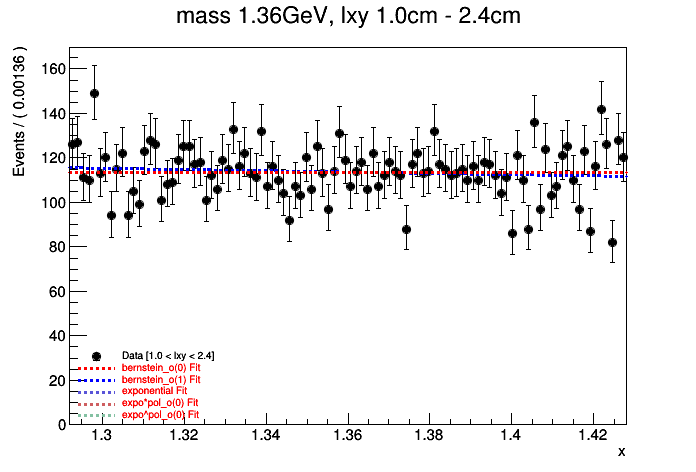 mass 1.36GeV, lxy 1.0cm - 2.4cm
Events / ( 0.00136 )
160
140
120
100
80
60
40
20
0
Data [1.0 < lxy < 2.4]
bernstein_o(0) Fit
bernstein_o(1) Fit
exponential Fit
expo*pol_o(0) Fit
expo^pol_o(0) Fit
1.3 1.32 1.34 1.36 1.38 1.4 1.42
x